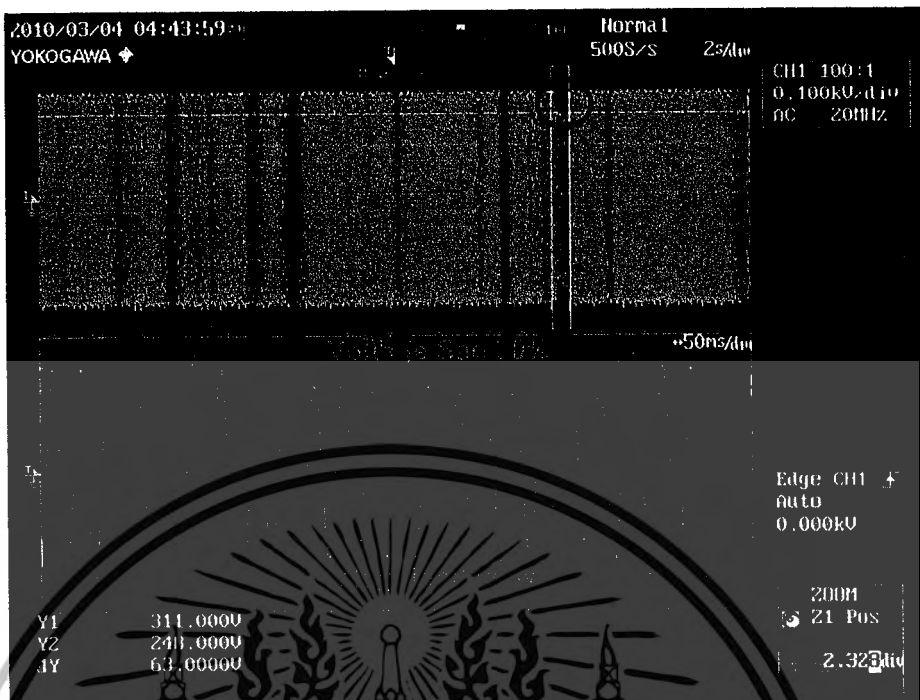 2010/03/04 04:43:59
Normal
YOKOGAWA
500S/s 2s/div
CH1 100:1
0.100kV/div
AC 20MHz
50ms/div
Edge CH1
Auto
0.000kV
Y1 311.000V
Y2 248.000V
ΔY 63.0000V
Z1 Pos
2.328div